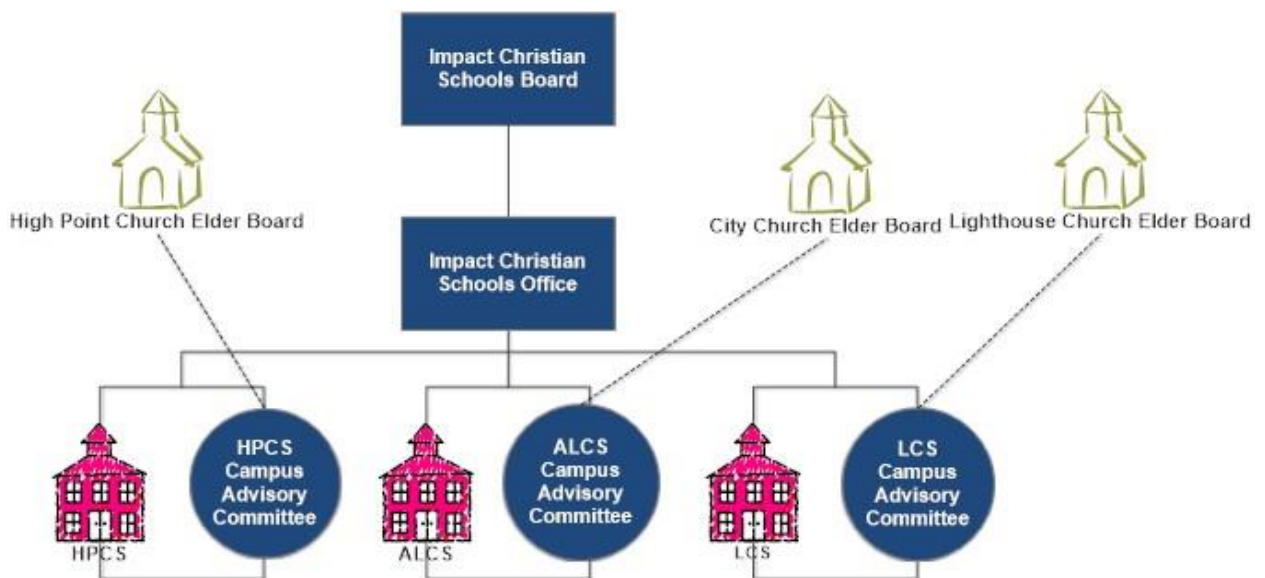 Impact Christian
Schools Board
High Point Church Elder Board
City Church Elder Board
Lighthouse Church Elder Board
Impact Christian
Schools Office
HPCS
Campus
Advisory
Committee
ALCS
Campus
Advisory
Committee
LCS
Campus
Advisory
Committee
HPCS
ALCS
LCS